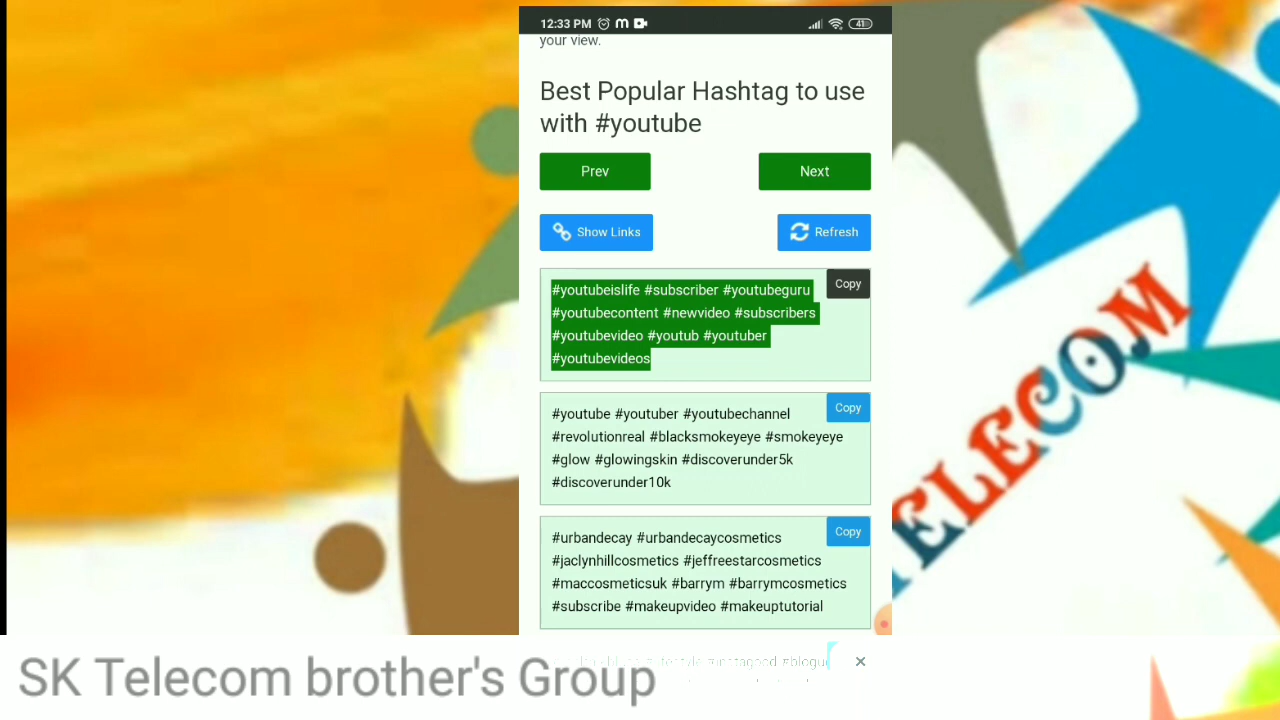 12:33 PM
41
your view.
Best Popular Hashtag to use
with #youtube
Prev
Next
Show Links
Refresh
Copy
#youtubeislife #subscriber #youtubeguru
#youtubecontent #newvideo #subscribers
#youtubevideo #youtub #youtuber
#youtubevideos
Copy
#youtube #youtuber #youtubechannel
#revolutionreal #blacksmokeyeye #smokeyeye
#glow #glowingskin #discoverunder5k
#discoverunder10k
Copy
#urbandecay #urbandecaycosmetics
#jaclynhillcosmetics #jeffreestarcosmetics
#maccosmeticsuk #barrym #barrymcosmetics
#subscribe #makeupvideo #makeuptutorial
TELECOM
SK Telecom brother's Group